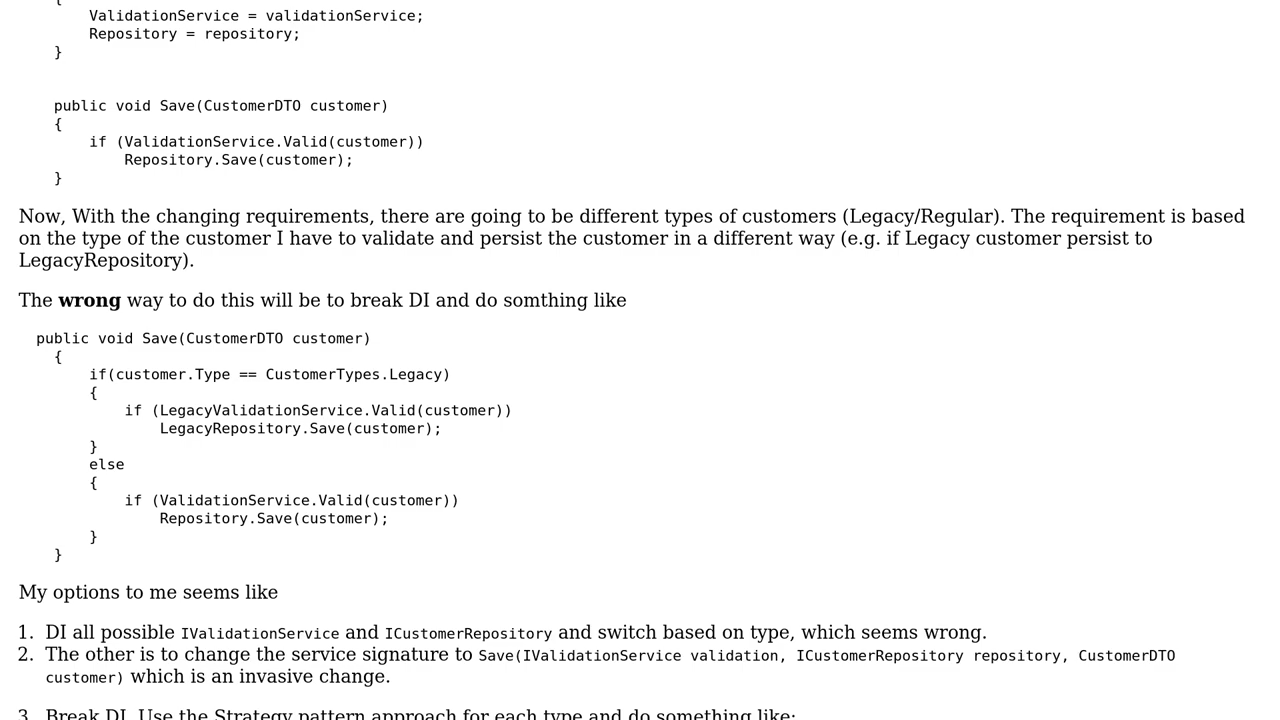 {
ValidationService = validationService;
Repository = repository;
}
public void Save(CustomerDTO customer)
{
if (ValidationService.Valid(customer))
Repository.Save(customer);
}
Now, With the changing requirements, there are going to be different types of customers (Legacy/Regular). The requirement is based
on the type of the customer I have to validate and persist the customer in a different way (e.g. if Legacy customer persist to
LegacyRepository).
The wrong way to do this will be to break DI and do somthing like
public void Save(CustomerDTO customer)
{
if(customer.Type == CustomerTypes.Legacy)
{
if (LegacyValidationService.Valid(customer))
LegacyRepository.Save(customer);
}
else
{
if (ValidationService.Valid(customer))
Repository.Save(customer);
}
}
My options to me seems like
1. DI all possible IValidationService and ICustomerRepository and switch based on type, which seems wrong.
2. The other is to change the service signature to Save(IValidationService validation, ICustomerRepository repository, CustomerDTO
customer) which is an invasive change.
3. Break DI. Use the Strategy pattern approach for each type and do something like: